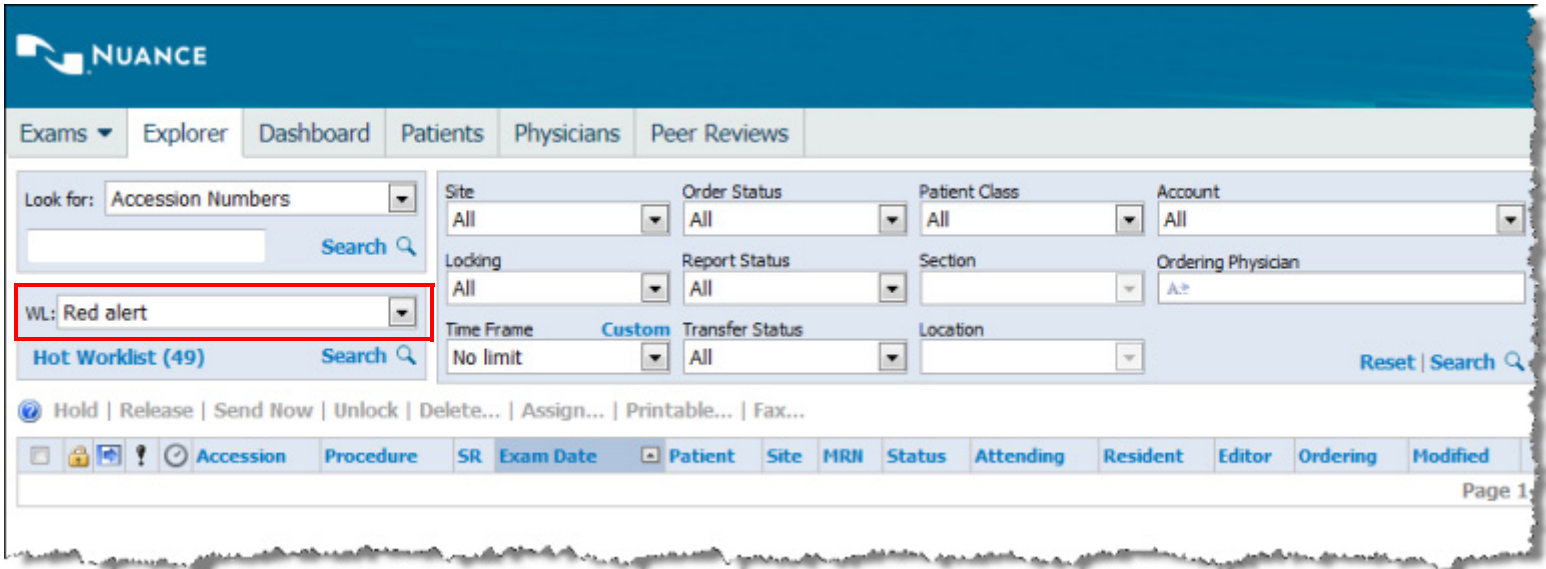 NUANCE
Exams Explorer Dashboard Patients Physicians Peer Reviews
Look for: Accession Numbers
Search
WL: Red alert
Hot Worklist (49) Search
Site Order Status Patient Class Account
All All All All
Locking Report Status Section Ordering Physician
All All
Time Frame Custom Transfer Status Location
No limit All
Reset | Search
Hold | Release | Send Now | Unlock | Delete... | Assign... | Printable... | Fax...
Accession Procedure SR Exam Date Patient Site MRN Status Attending Resident Editor Ordering Modified
Page 1